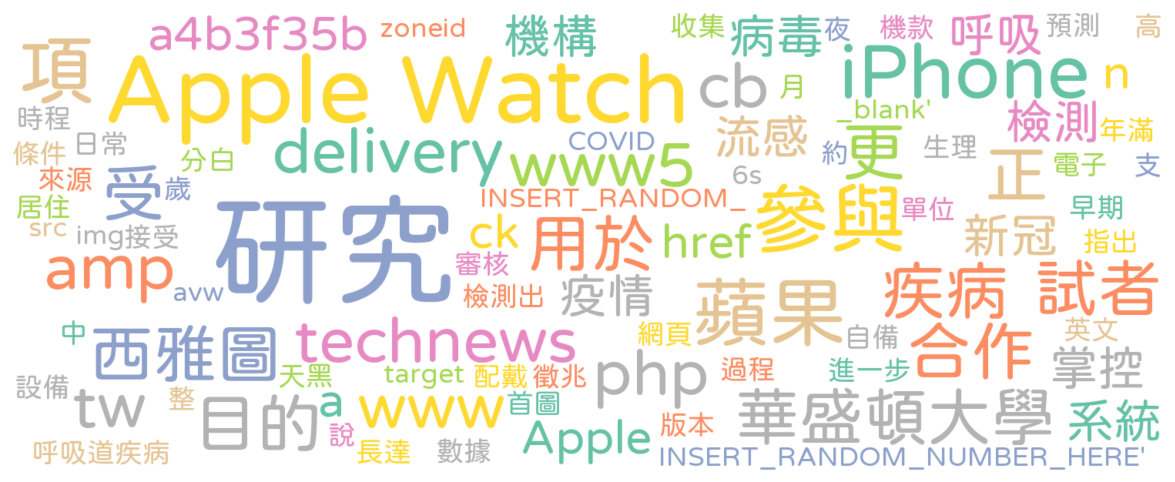 a4b3f35b zoneid 機構 收集 病毒 夜 機款 呼吸 預測 高
項 Apple Watch cb 月 iPhone n
時程 日常 _blank' 檢測 年滿
條件 分白 delivery COVID 流感 約 更 生理 電子 支
來源 受 歲 www5 6s 正
居住 INSERT_RANDOM_ 參與 單位 早期
src img接受 研究 ck 用於 href 新冠 指出
amp avw 審核 檢測出 疫情 蘋果 疾病 試者
中 西雅圖 technews 網頁 自備 合作 英文
設備 天黑 target 配戴 徵兆 php 過程 進一步 掌控
tw 整 目的 a www 首圖 華盛頓大學 系統
說 Apple 版本
呼吸道疾病 長達 數據 INSERT_RANDOM_NUMBER_HERE'